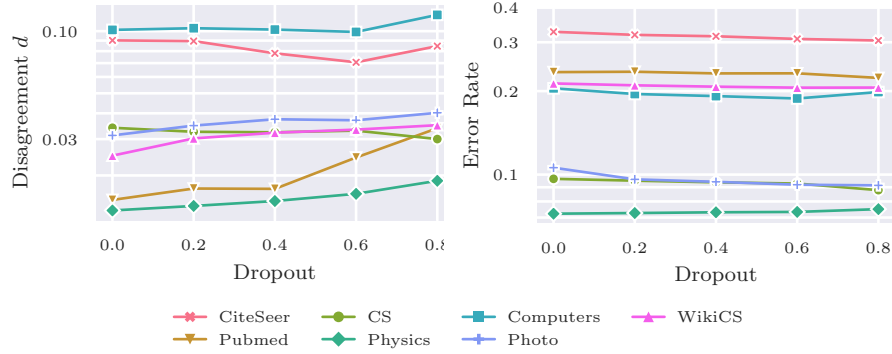 0.10
0.03
Disagreement d
0.0 0.2 0.4 0.6 0.8
Dropout
0.4
0.3
0.2
0.1
Error Rate
0.0 0.2 0.4 0.6 0.8
Dropout
CiteSeer CS Computers WikiCS
Pubmed Physics Photo